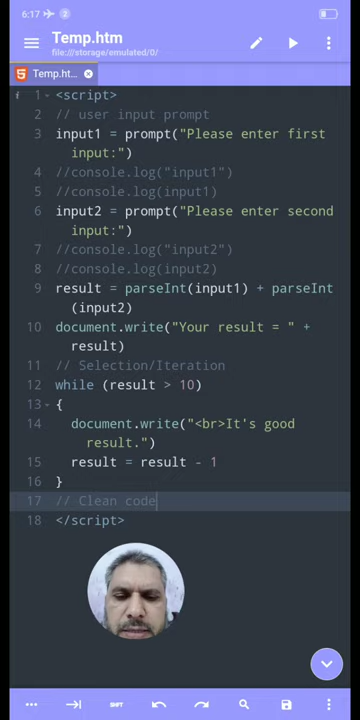 6:17 2
Temp.htm
file:///storage/emulated/0/
Temp.ht...
i 1 <script>
2 // user input prompt
3 input1 = prompt("Please enter first
input:")
4 //console.log("input1")
5 //console.log(input1)
6 input2 = prompt("Please enter second
input:")
7 //console.log("input2")
8 //console.log(input2)
9 result = parseInt(input1) + parseInt
(input2)
10 document.write("Your result = " +
result)
11 // Selection/Iteration
12 while (result > 10)
13 {
14 document.write("<br>It's good
result.")
15 result = result - 1
16 }
17 // Clean code
18 </script>
SHIFT